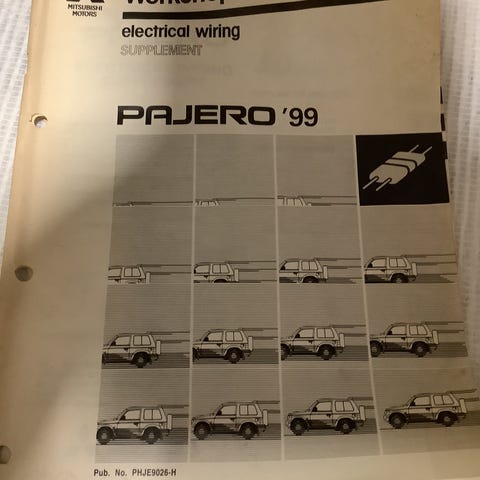 MITSUBISHI
MOTORS
electrical wiring
SUPPLEMENT
PAJERO '99
Pub. No. PHJE9026-H